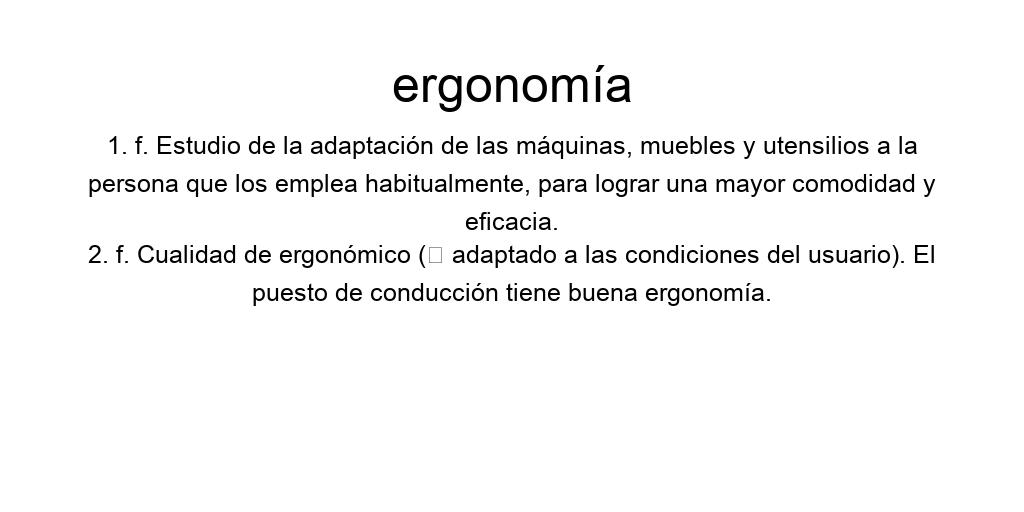 ergonomía
1. f. Estudio de la adaptación de las máquinas, muebles y utensilios a la
persona que los emplea habitualmente, para lograr una mayor comodidad y
eficacia.
2. f. Cualidad de ergonómico (□ adaptado a las condiciones del usuario). El
puesto de conducción tiene buena ergonomía.